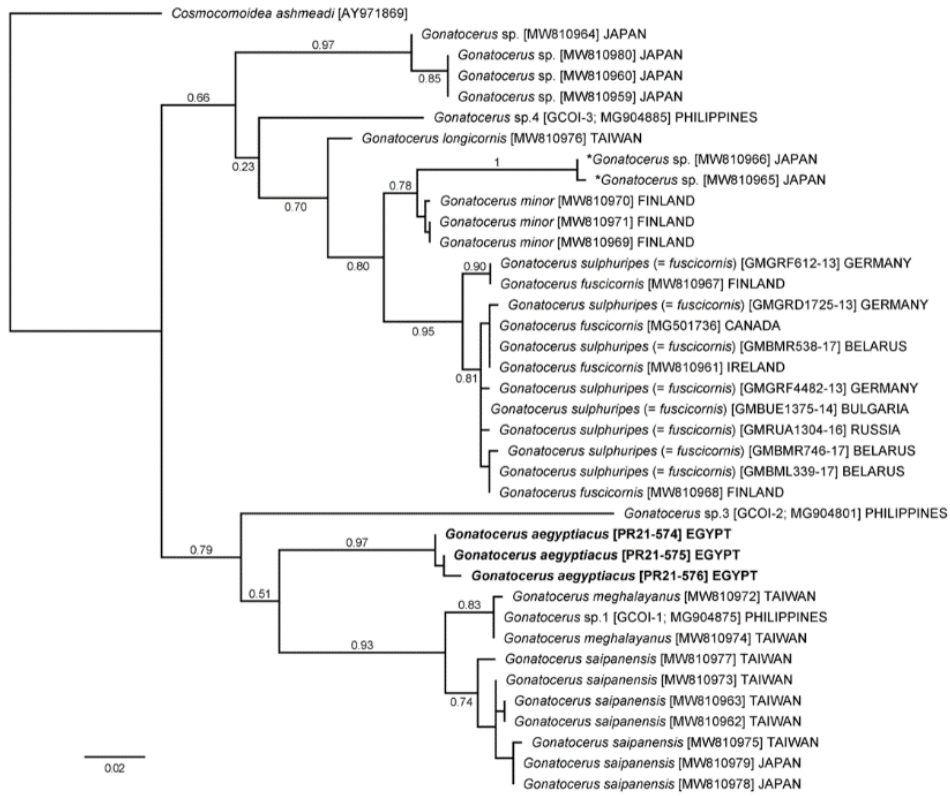 Cosmocomoidea ashmeadi [AY971869]
Gonatocerus sp. [MW810964] JAPAN
0.97
Gonatocerus sp. [MW810980] JAPAN
Gonatocerus sp. [MW810960] JAPAN
0.85
Gonatocerus sp. [MW810959] JAPAN
0.66
Gonatocerus sp.4 [GCOI-3; MG904885] PHILIPPINES
Gonatocerus longicornis [MW810976] TAIWAN
0.23
*Gonatocerus sp. [MW810966] JAPAN
1
*Gonatocerus sp. [MW810965] JAPAN
0.78
Gonatocerus minor [MW810970] FINLAND
0.70
Gonatocerus minor [MW810971] FINLAND
Gonatocerus minor [MW810969] FINLAND
0.80
0.90
Gonatocerus sulphuripes (= fuscicornis) [GMGRF612-13] GERMANY
Gonatocerus fuscicornis [MW810967] FINLAND
Gonatocerus sulphuripes (= fuscicornis) [GMGRD1725-13] GERMANY
0.95
Gonatocerus fuscicornis [MG501736] CANADA
Gonatocerus sulphuripes (= fuscicornis) [GMBMR538-17] BELARUS
Gonatocerus fuscicornis [MW810961] IRELAND
0.81
Gonatocerus sulphuripes (= fuscicornis) [GMGRF4482-13] GERMANY
Gonatocerus sulphuripes (= fuscicornis) [GMBUE1375-14] BULGARIA
Gonatocerus sulphuripes (= fuscicornis) [GMRUA1304-16] RUSSIA
Gonatocerus sulphuripes (= fuscicornis) [GMBMR746-17] BELARUS
Gonatocerus sulphuripes (= fuscicornis) [GMBML339-17] BELARUS
Gonatocerus fuscicornis [MW810968] FINLAND
Gonatocerus sp.3 [GCOI-2; MG904801] PHILIPPINES
Gonatocerus aegyptiacus [PR21-574] EGYPT
0.79
0.97
Gonatocerus aegyptiacus [PR21-575] EGYPT
Gonatocerus aegyptiacus [PR21-576] EGYPT
0.51
Gonatocerus meghalayanus [MW810972] TAIWAN
0.83
Gonatocerus sp.1 [GCOI-1; MG904875] PHILIPPINES
Gonatocerus meghalayanus [MW810974] TAIWAN
0.93
Gonatocerus saipanensis [MW810977] TAIWAN
Gonatocerus saipanensis [MW810973] TAIWAN
0.74
Gonatocerus saipanensis [MW810963] TAIWAN
Gonatocerus saipanensis [MW810962] TAIWAN
Gonatocerus saipanensis [MW810975] TAIWAN
Gonatocerus saipanensis [MW810979] JAPAN
0.02
Gonatocerus saipanensis [MW810978] JAPAN